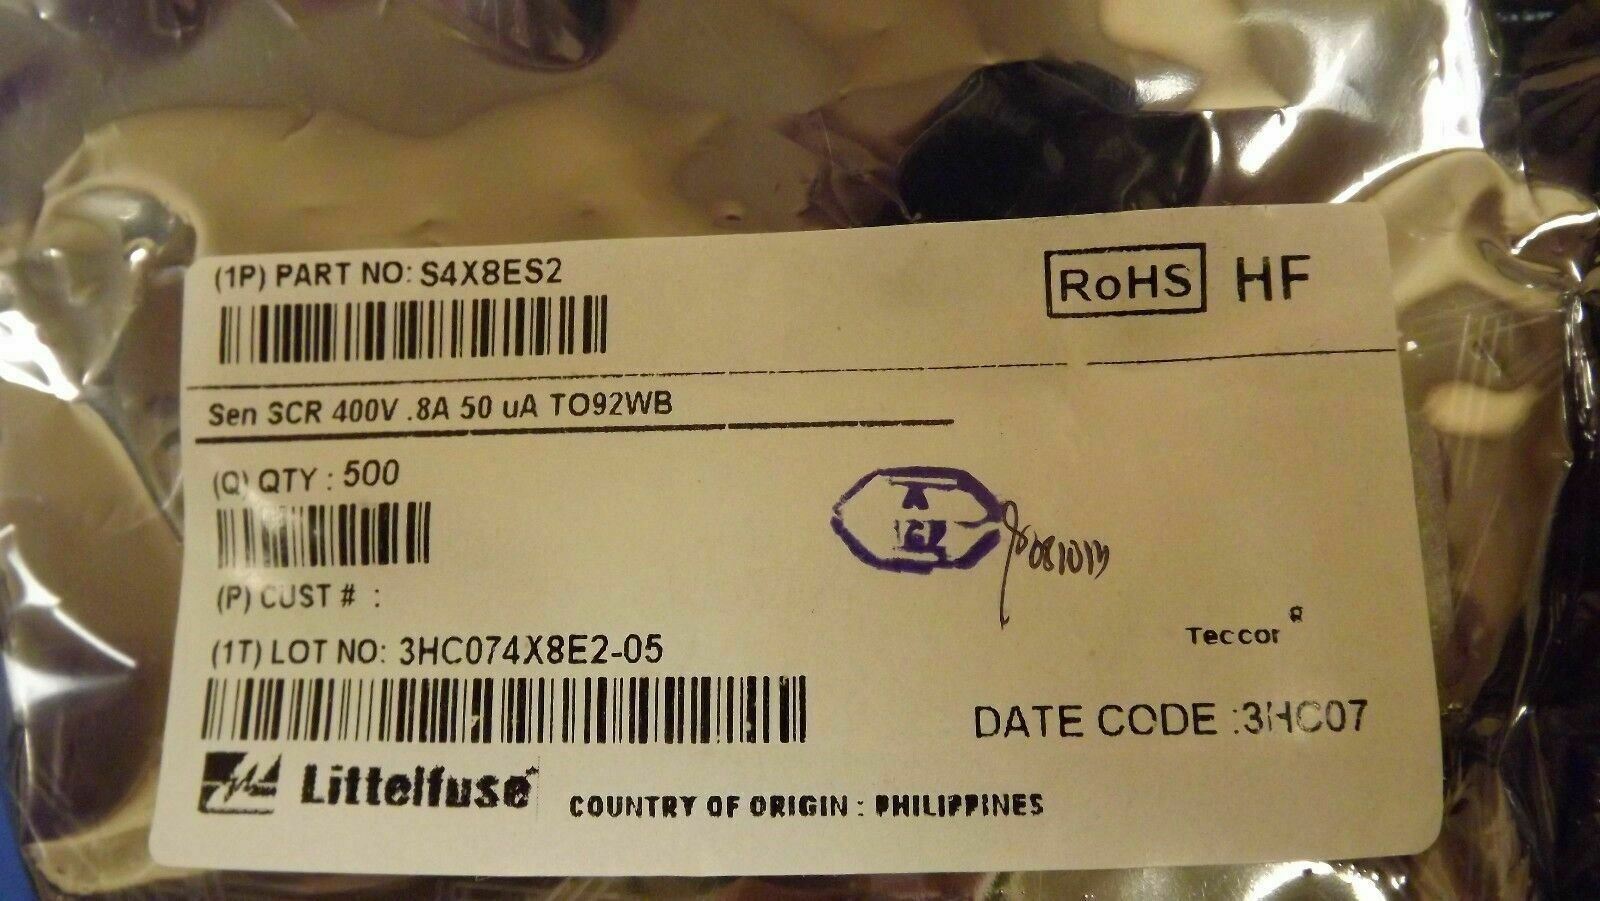 (1P) PART NO: S4X8ES2
RoHS HF
Sen SCR 400V .8A 50 uA TO92WB
(Q) QTY : 500
(P) CUST # :
(1T) LOT NO: 3HC074X8E2-05
Teccor ®
DATE CODE :3HC07
Littelfuse
COUNTRY OF ORIGIN : PHILIPPINES